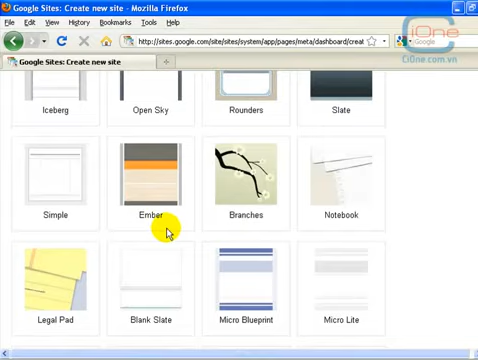 Google Sites: Create new site - Mozilla Firefox
File Edit View History Bookmarks Tools Help
http://sites.google.com/site/sites/system/app/pages/meta/dashboard/creat
Google
CiOne
CiOne.com.vn
Google Sites: Create new site
Iceberg Open Sky Rounders Slate
Simple Ember Branches Notebook
Legal Pad Blank Slate Micro Blueprint Micro Lite